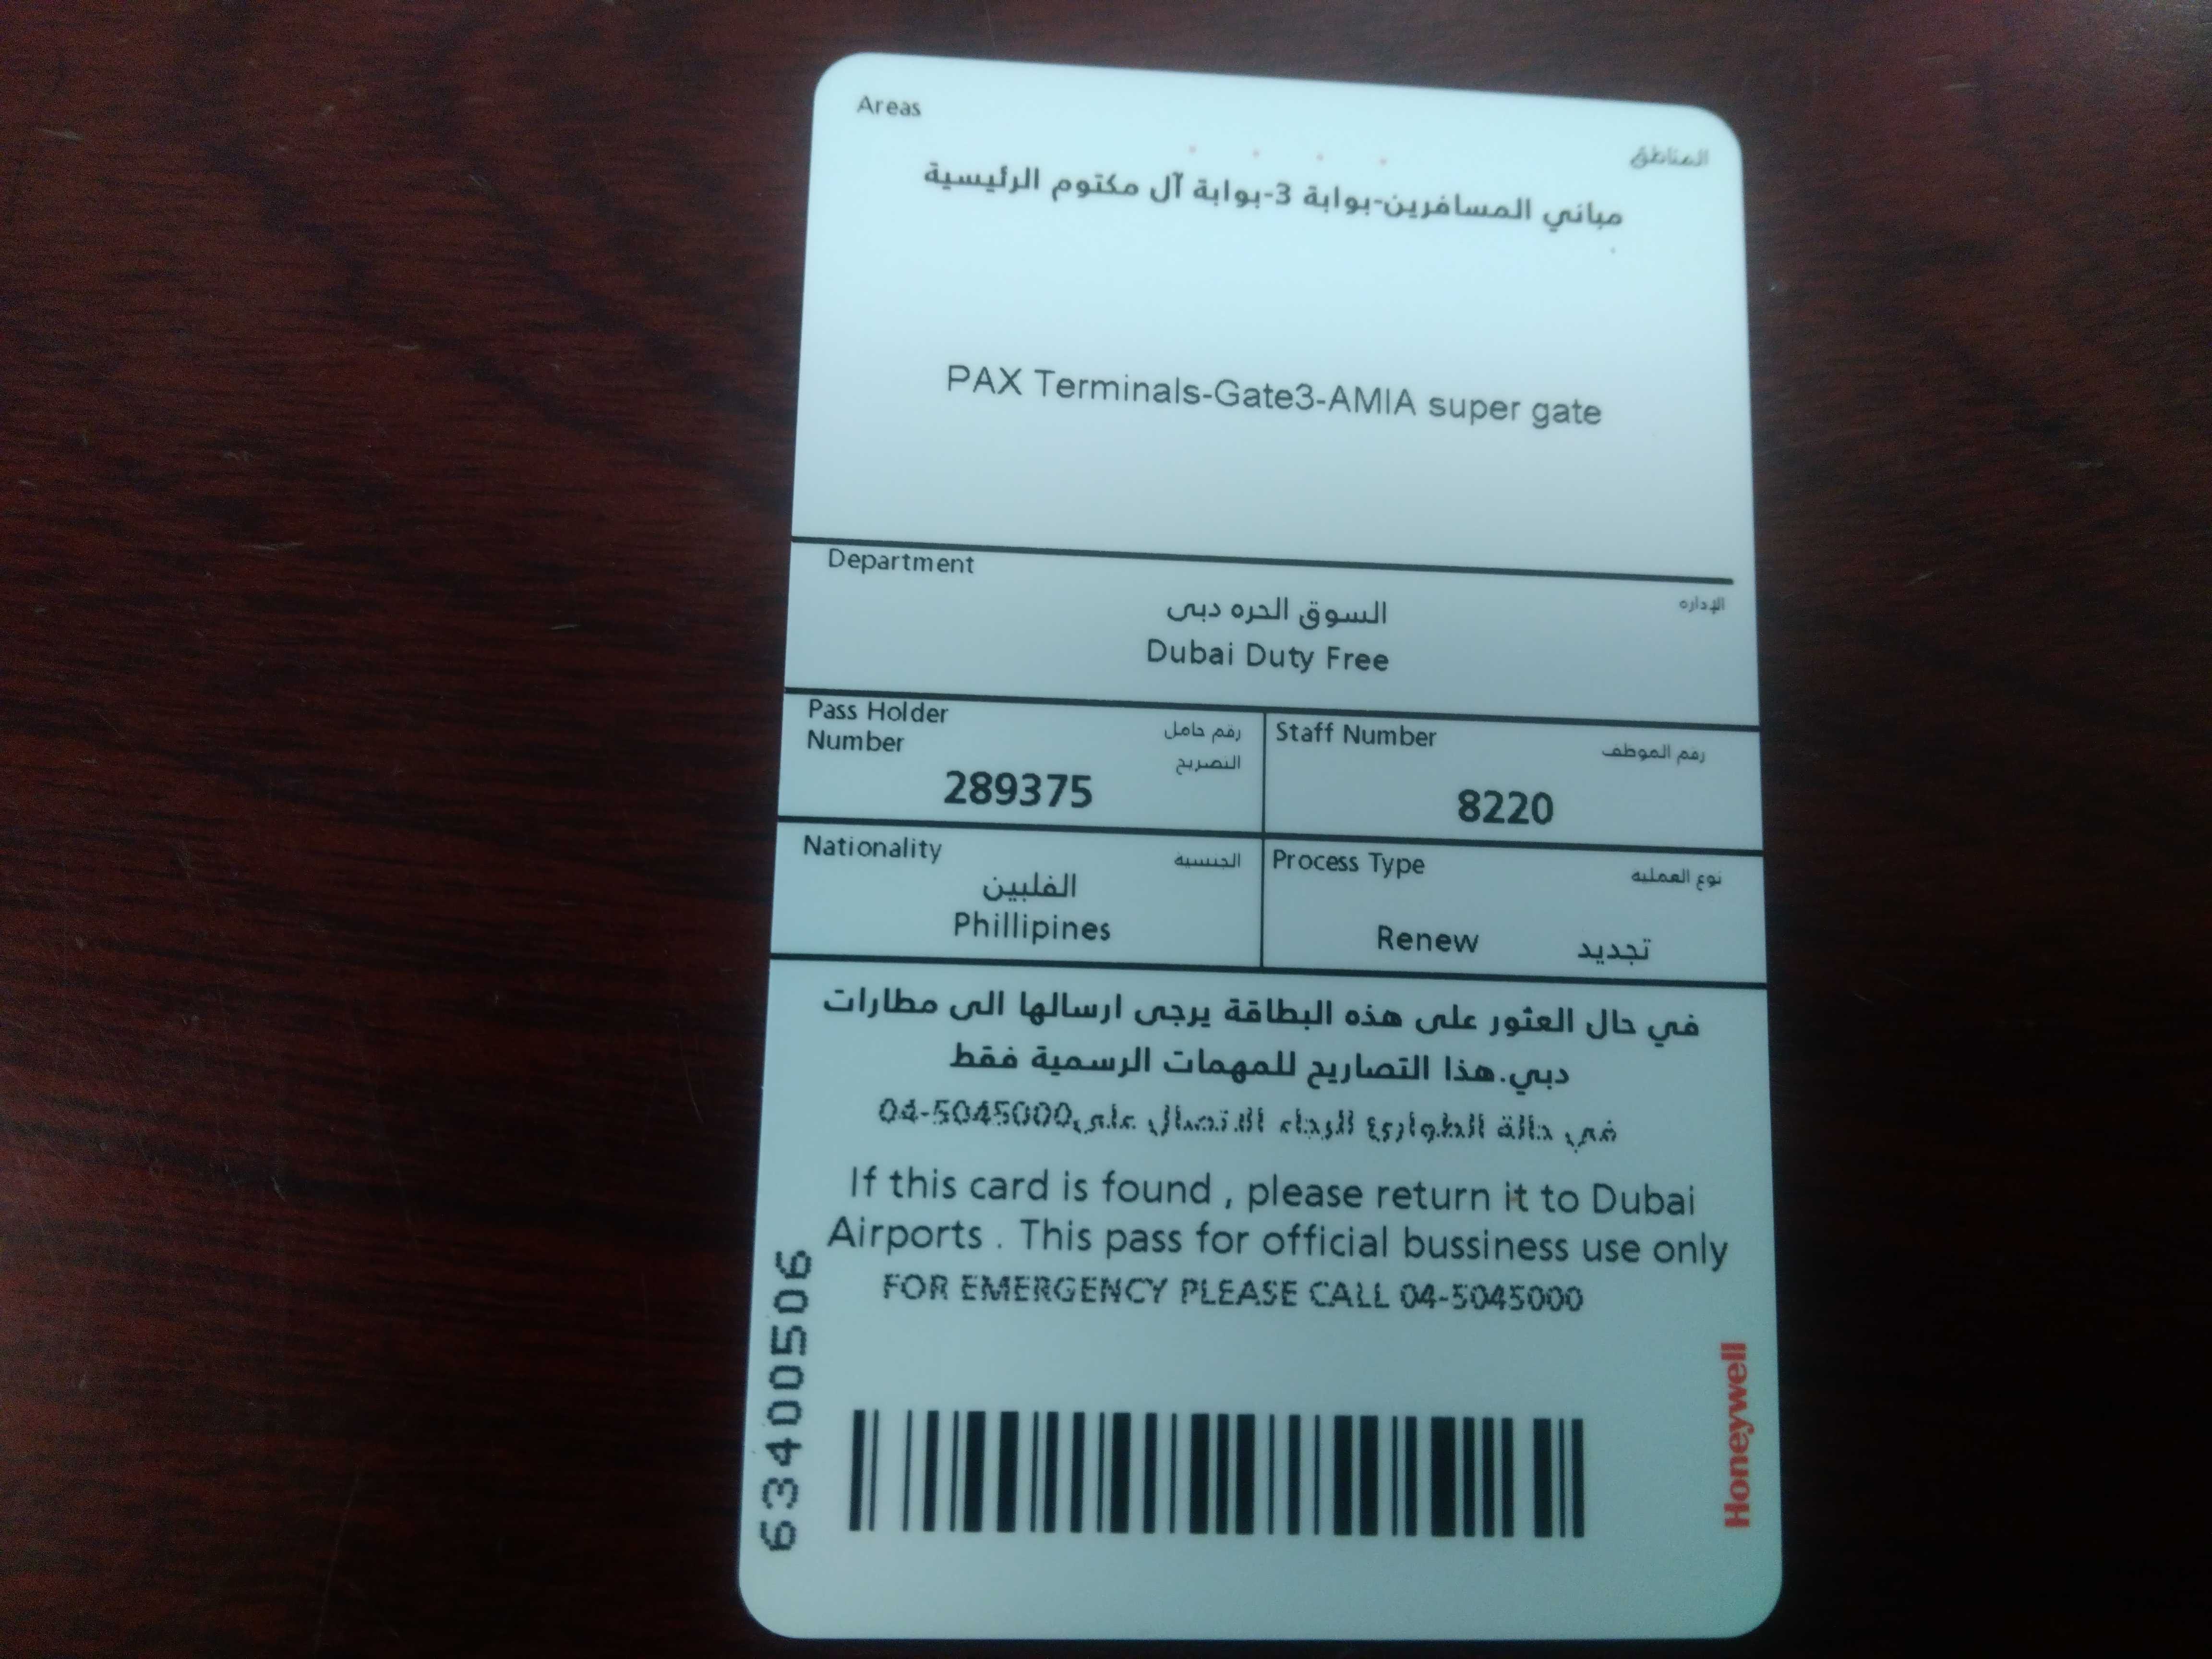 Areas
المناطق
مباني المسافرين-بوابة 3-بوابة آل مكتوم الرئيسية
PAX Terminals-Gate3-AMIA super gate
Department
الإداره
السوق الحره دبى
Dubai Duty Free
Pass Holder
Number
رقم حامل
التصريح
289375
Staff Number
رقم الموظف
8220
Nationality
الجنسية
الفلبين
Phillipines
Process Type
نوع العملية
Renew
تجديد
في حال العثور على هذه البطاقة يرجى ارسالها الى مطارات
دبي.هذا التصاريح للمهمات الرسمية فقط
في حالة الطوارئ الرجاء الاتصال على04-5045000
If this card is found , please return it to Dubai
Airports . This pass for official bussiness use only
FOR EMERGENCY PLEASE CALL 04-5045000
63400506
Honeywell